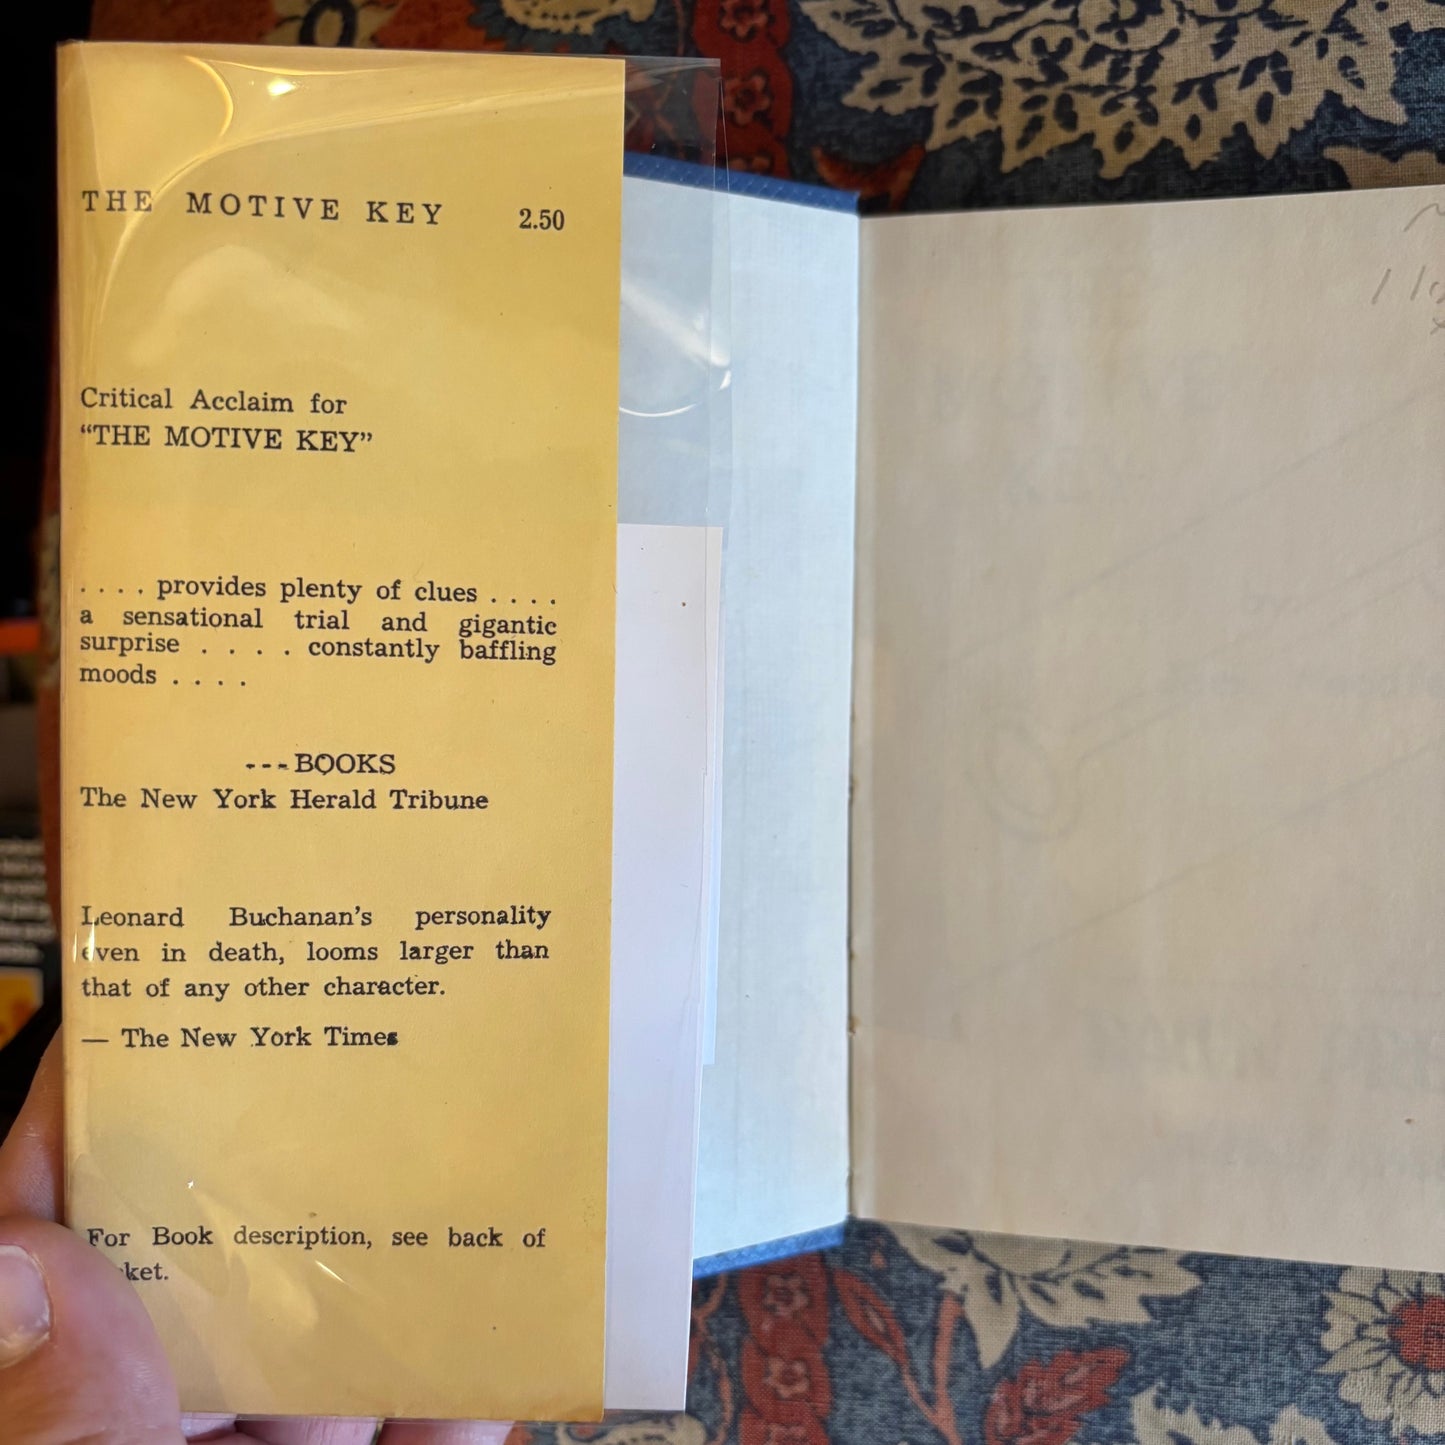 THE MOTIVE KEY 2.50
Critical Acclaim for
“THE MOTIVE KEY”
. . . . provides plenty of clues . . . .
a sensational trial and gigantic
surprise . . . . constantly baffling
moods . . . .
---BOOKS
The New York Herald Tribune
Leonard Buchanan’s personality
even in death, looms larger than
that of any other character.
— The New York Times
For Book description, see back of
ket.